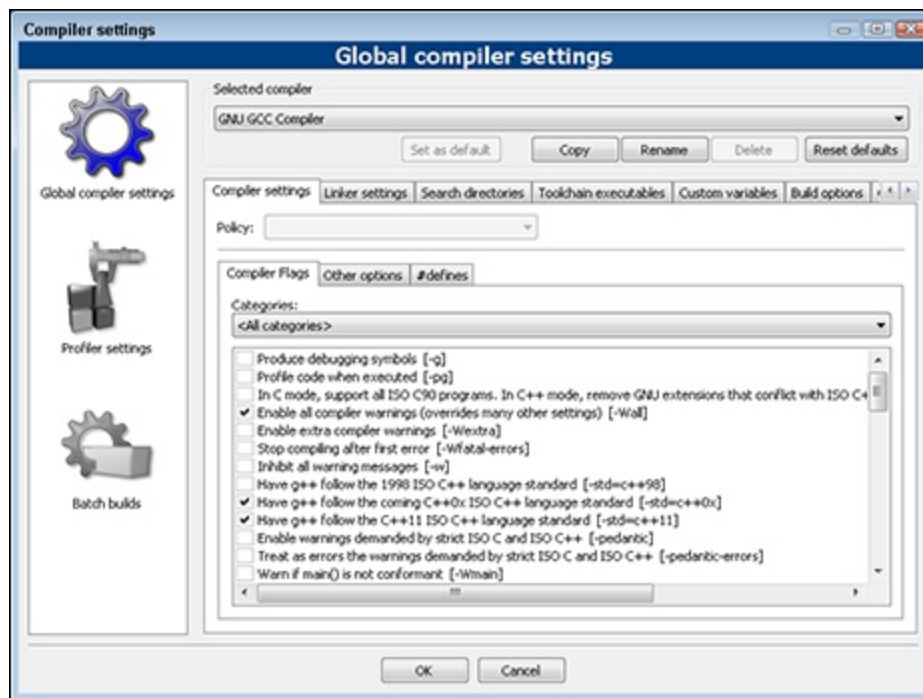 Compiler settings
Global compiler settings
Global compiler settings
Profiler settings
Batch builds
Selected compiler
GNU GCC Compiler
Set as default Copy Rename Delete Reset defaults
Compiler settings Linker settings Search directories Toolchain executables Custom variables Build options
Policy:
Compiler Flags Other options #defines
Categories:
<All categories>
Produce debugging symbols [-g]
Profile code when executed [-pg]
In C mode, support all ISO C90 programs. In C++ mode, remove GNU extensions that conflict with ISO C+
Enable all compiler warnings (overrides many other settings) [-Wall]
Enable extra compiler warnings [-Wextra]
Stop compiling after first error [-Wfatal-errors]
Inhibit all warning messages [-w]
Have g++ follow the 1998 ISO C++ language standard [-std=c++98]
Have g++ follow the coming C++0x ISO C++ language standard [-std=c++0x]
Have g++ follow the C++11 ISO C++ language standard [-std=c++11]
Enable warnings demanded by strict ISO C and ISO C++ [-pedantic]
Treat as errors the warnings demanded by strict ISO C and ISO C++ [-pedantic-errors]
Warn if main() is not conformant [-Wmain]
OK Cancel